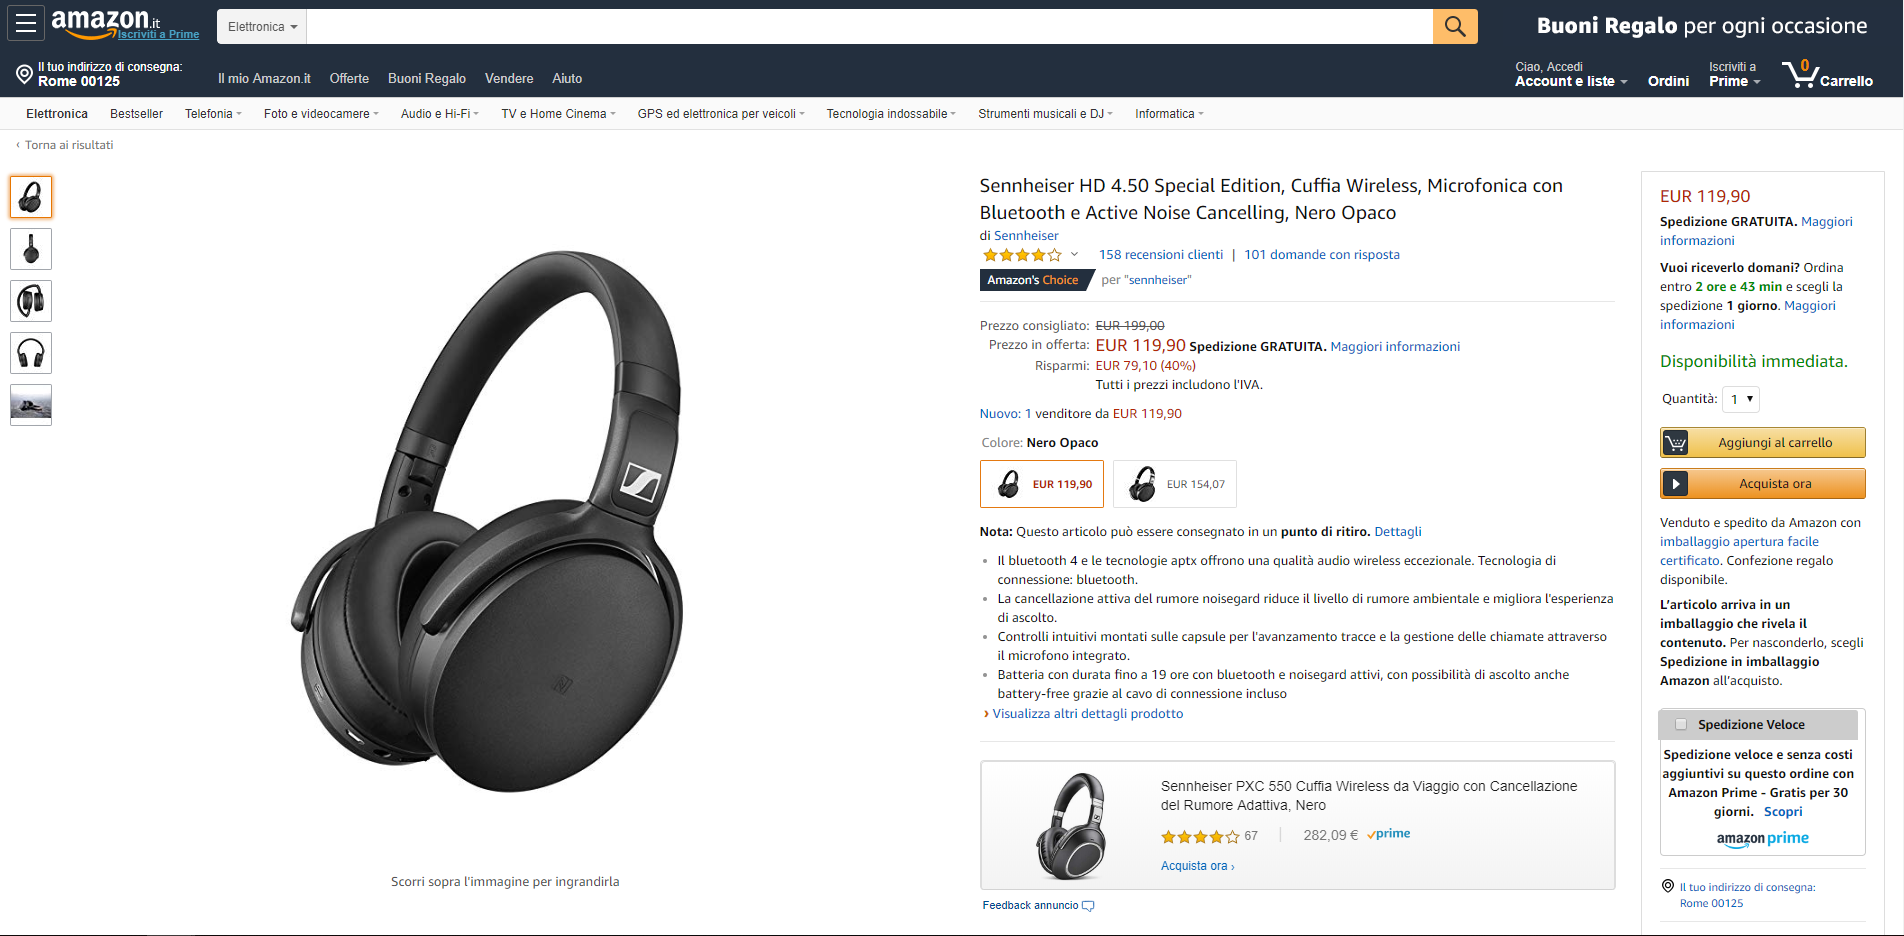 amazon.it
Iscriviti a Prime
Elettronica
Buoni Regalo per ogni occasione
Il tuo indirizzo di consegna:
Rome 00125
Il mio Amazon.it Offerte Buoni Regalo Vendere Aiuto
Ciao, Accedi
Account e liste
Ordini
Iscriviti a
Prime
0
Carrello
Elettronica Bestseller Telefonia Foto e videocamere Audio e Hi-Fi TV e Home Cinema GPS ed elettronica per veicoli Tecnologia indossabile Strumenti musicali e DJ Informatica
‹ Torna ai risultati
Scorri sopra l'immagine per ingrandirla
Sennheiser HD 4.50 Special Edition, Cuffia Wireless, Microfonica con
Bluetooth e Active Noise Cancelling, Nero Opaco
di Sennheiser
158 recensioni clienti | 101 domande con risposta
Amazon's Choice per "sennheiser"
Prezzo consigliato: EUR 199,00
Prezzo in offerta: EUR 119,90 Spedizione GRATUITA. Maggiori informazioni
Risparmi: EUR 79,10 (40%)
Tutti i prezzi includono l'IVA.
Nuovo: 1 venditore da EUR 119,90
Colore: Nero Opaco
EUR 119,90 EUR 154,07
Nota: Questo articolo può essere consegnato in un punto di ritiro. Dettagli
• Il bluetooth 4 e le tecnologie aptx offrono una qualità audio wireless eccezionale. Tecnologia di
connessione: bluetooth.
• La cancellazione attiva del rumore noisegard riduce il livello di rumore ambientale e migliora l'esperienza
di ascolto.
• Controlli intuitivi montati sulle capsule per l'avanzamento tracce e la gestione delle chiamate attraverso
il microfono integrato.
• Batteria con durata fino a 19 ore con bluetooth e noisegard attivi, con possibilità di ascolto anche
battery-free grazie al cavo di connessione incluso
› Visualizza altri dettagli prodotto
Sennheiser PXC 550 Cuffia Wireless da Viaggio con Cancellazione
del Rumore Adattiva, Nero
67 | 282,09 € prime
Acquista ora ›
Feedback annuncio
EUR 119,90
Spedizione GRATUITA. Maggiori
informazioni
Vuoi riceverlo domani? Ordina
entro 2 ore e 43 min e scegli la
spedizione 1 giorno. Maggiori
informazioni
Disponibilità immediata.
Quantità: 1
Aggiungi al carrello
Acquista ora
Venduto e spedito da Amazon con
imballaggio apertura facile
certificato. Confezione regalo
disponibile.
L'articolo arriva in un
imballaggio che rivela il
contenuto. Per nasconderlo, scegli
Spedizione in imballaggio
Amazon all'acquisto.
Spedizione Veloce
Spedizione veloce e senza costi
aggiuntivi su questo ordine con
Amazon Prime - Gratis per 30
giorni. Scopri
amazon prime
Il tuo indirizzo di consegna:
Rome 00125